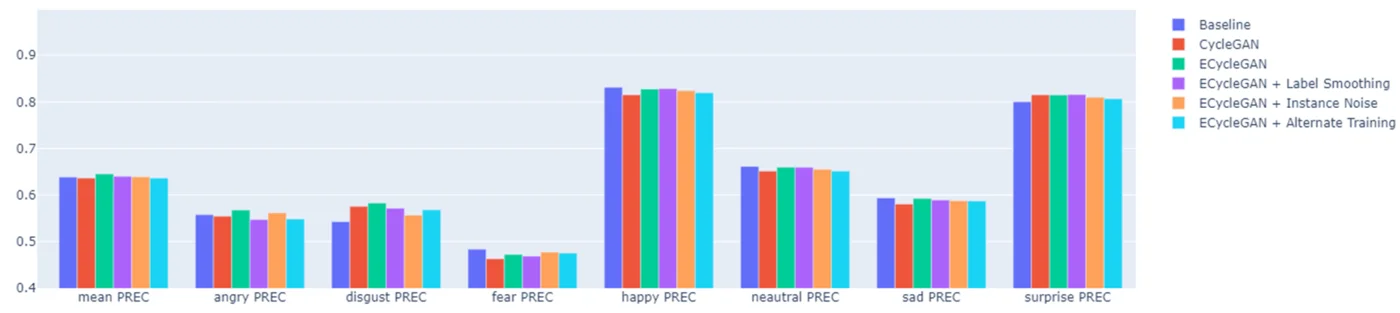 0.9
0.8
0.7
0.6
0.5
0.4
mean PREC
angry PREC
disgust PREC
fear PREC
happy PREC
neautral PREC
sad PREC
surprise PREC
Baseline
CycleGAN
ECycleGAN
ECycleGAN + Label Smoothing
ECycleGAN + Instance Noise
ECycleGAN + Alternate Training